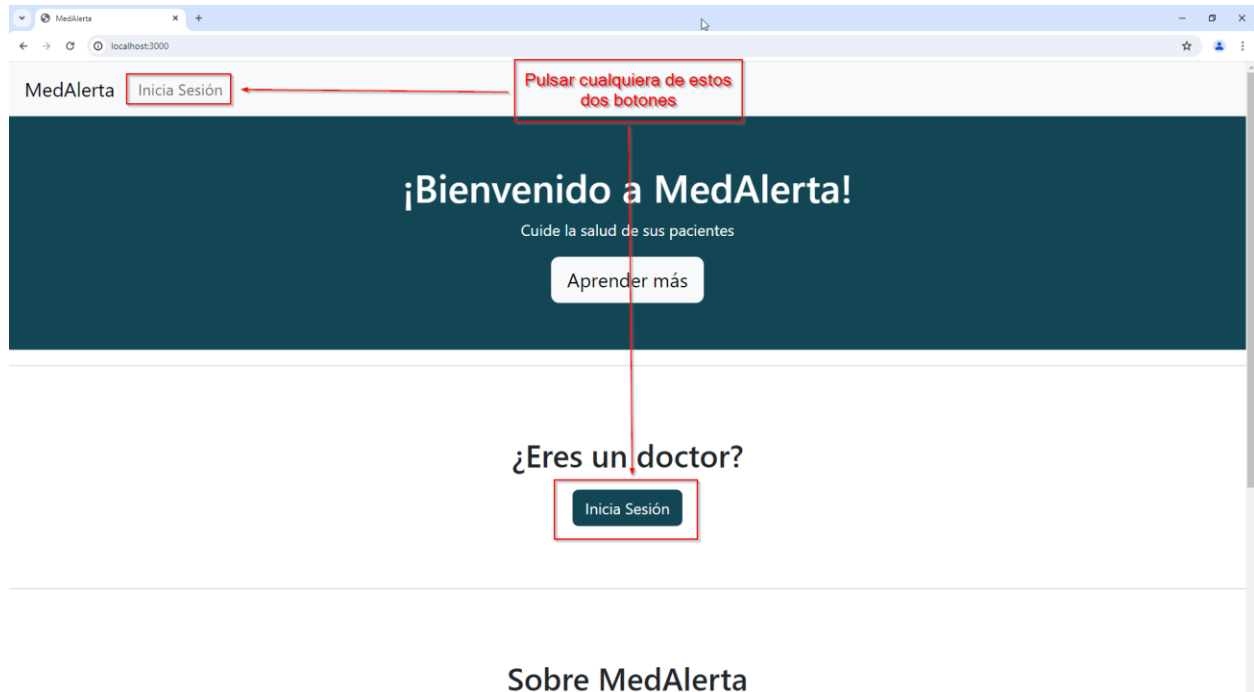 MedAlerta
localhost:3000
MedAlerta Inicia Sesión
Pulsar cualquiera de estos
dos botones
¡Bienvenido a MedAlerta!
Cuide la salud de sus pacientes
Aprender más
¿Eres un doctor?
Inicia Sesión
Sobre MedAlerta